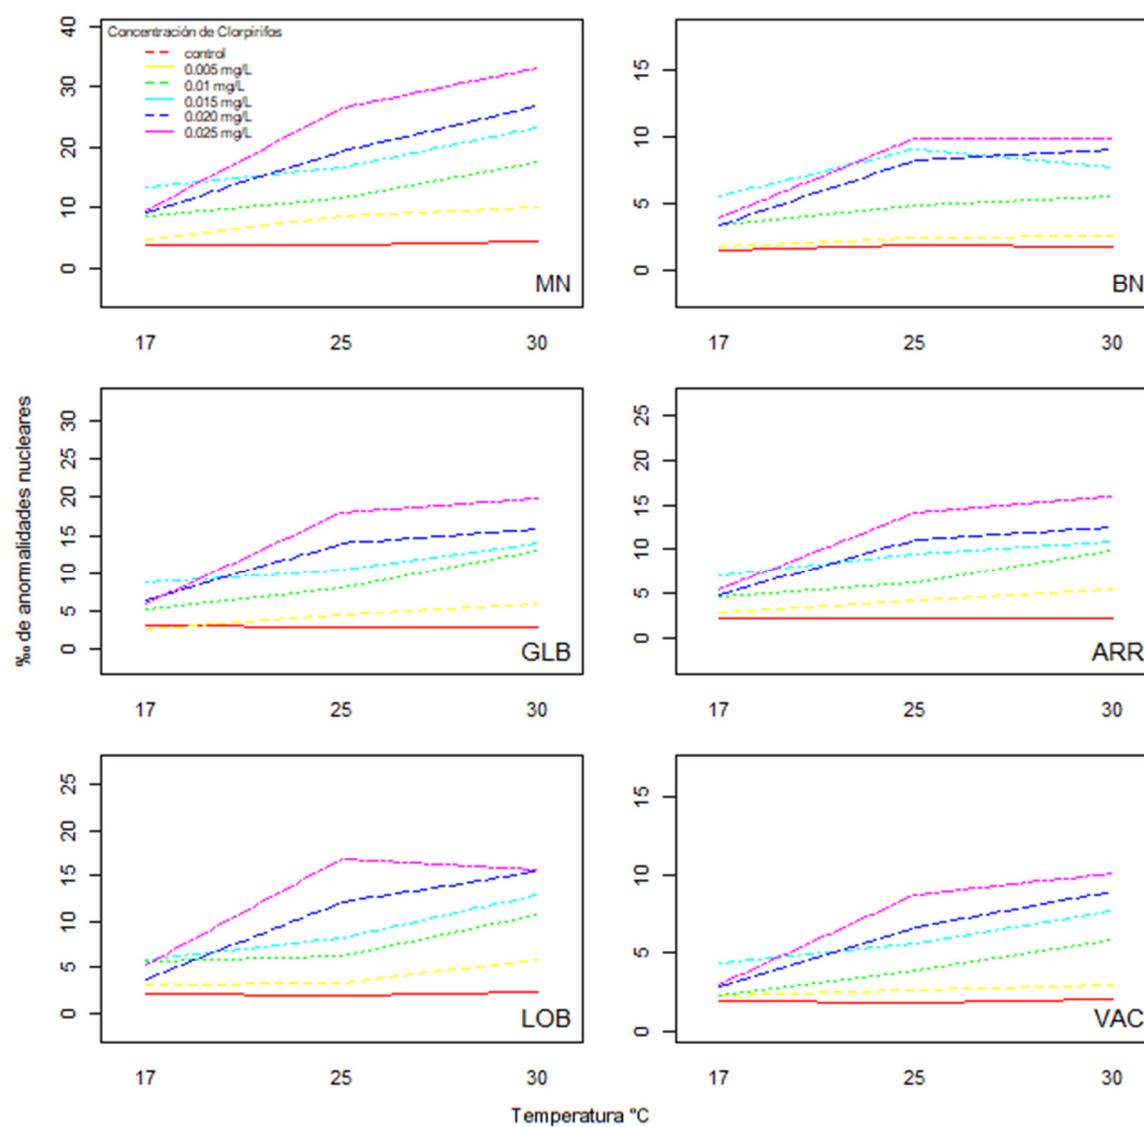 Concentración de Clorpirifos
control
0.005 mg/L
0.01 mg/L
0.015 mg/L
0.020 mg/L
0.025 mg/L
40
30
20
10
0
MN
17 25 30
15
10
5
0
BN
17 25 30
‰ de anormalidades nucleares
30
25
20
15
10
5
0
GLB
17 25 30
25
20
15
10
5
0
ARR
17 25 30
25
20
15
10
5
0
LOB
17 25 30
15
10
5
0
VAC
17 25 30
Temperatura °C